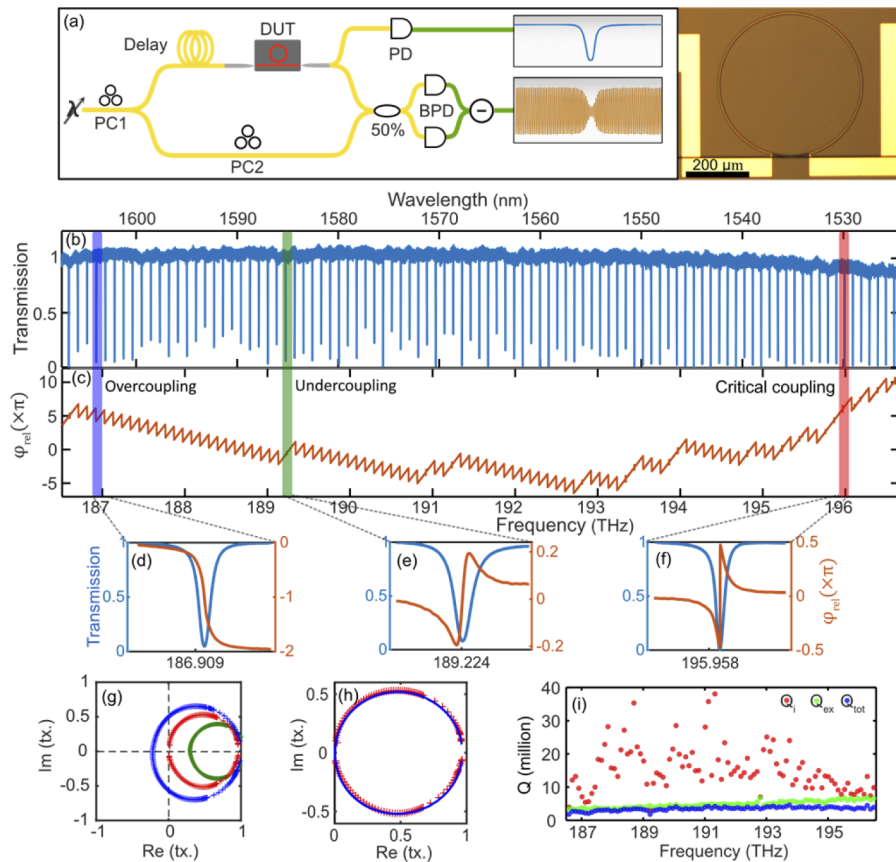 (a)
Delay
DUT
PD
λ
PC1
PC2
50%
BPD
−
200 μm
Wavelength (nm)
1600 1590 1580 1570 1560 1550 1540 1530
(b)
Transmission
1
0.5
0
(c)
Overcoupling Undercoupling Critical coupling
φrel(×π)
10
5
0
-5
187 188 189 190 191 192 193 194 195 196
Frequency (THz)
(d)
Transmission
1
0.5
0
0
-1
-2
186.909
(e)
1
0.5
0
0.2
0
-0.2
189.224
(f)
1
0.5
0
0.5
0
-0.5
φrel(×π)
195.958
(g)
Im (tx.)
1
0.5
0
-0.5
-1
-1 0 1
Re (tx.)
(h)
Im (tx.)
0.5
0
-0.5
0 0.5 1
Re (tx.)
(i)
Qi Qex Qtot
Q (million)
40
30
20
10
0
187 189 191 193 195
Frequency (THz)